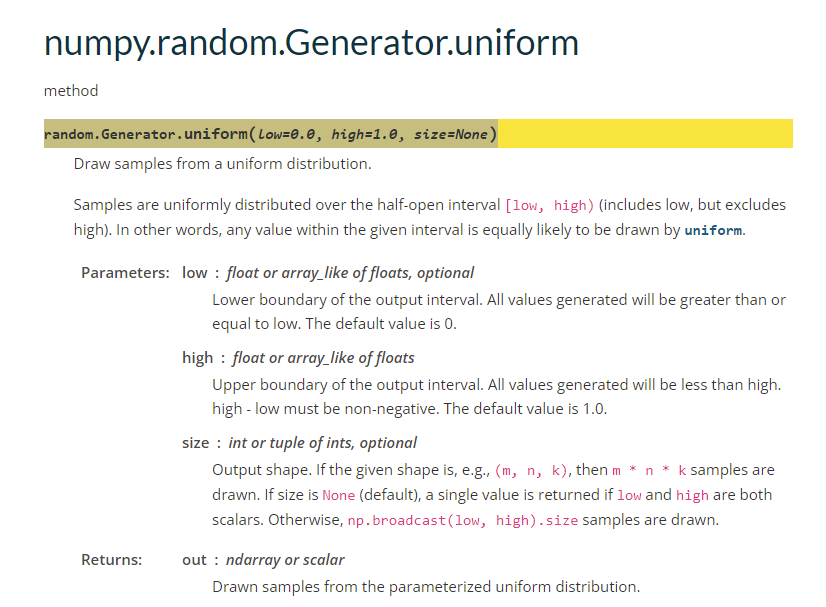 numpy.random.Generator.uniform
method
random.Generator.uniform(low=0.0, high=1.0, size=None)
Draw samples from a uniform distribution.
Samples are uniformly distributed over the half-open interval [low, high) (includes low, but excludes
high). In other words, any value within the given interval is equally likely to be drawn by uniform.
Parameters: low : float or array_like of floats, optional
Lower boundary of the output interval. All values generated will be greater than or
equal to low. The default value is 0.
high : float or array_like of floats
Upper boundary of the output interval. All values generated will be less than high.
high - low must be non-negative. The default value is 1.0.
size : int or tuple of ints, optional
Output shape. If the given shape is, e.g., (m, n, k), then m * n * k samples are
drawn. If size is None (default), a single value is returned if low and high are both
scalars. Otherwise, np.broadcast(low, high).size samples are drawn.
Returns: out : ndarray or scalar
Drawn samples from the parameterized uniform distribution.